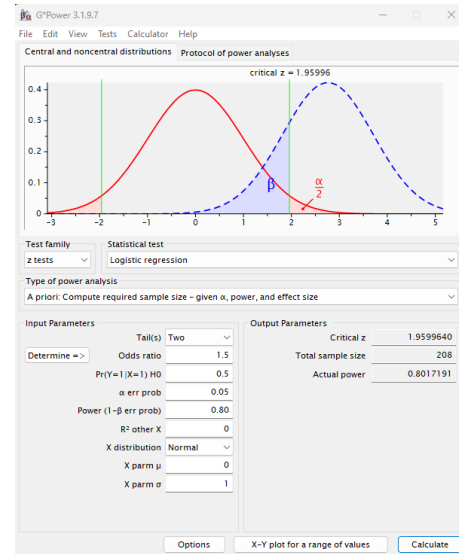 βα G*Power 3.1.9.7
File Edit View Tests Calculator Help
Central and noncentral distributions Protocol of power analyses
critical z = 1.95996
0.4
0.3
0.2
0.1
0
-3 -2 -1 0 1 2 3 4 5
β
α
2
Test family Statistical test
z tests Logistic regression
Type of power analysis
A priori: Compute required sample size – given α, power, and effect size
Input Parameters Output Parameters
Tail(s) Two Critical z 1.9599640
Determine => Odds ratio 1.5 Total sample size 208
Pr(Y=1|X=1) H0 0.5 Actual power 0.8017191
α err prob 0.05
Power (1-β err prob) 0.80
R² other X 0
X distribution Normal
X parm μ 0
X parm σ 1
Options X-Y plot for a range of values Calculate